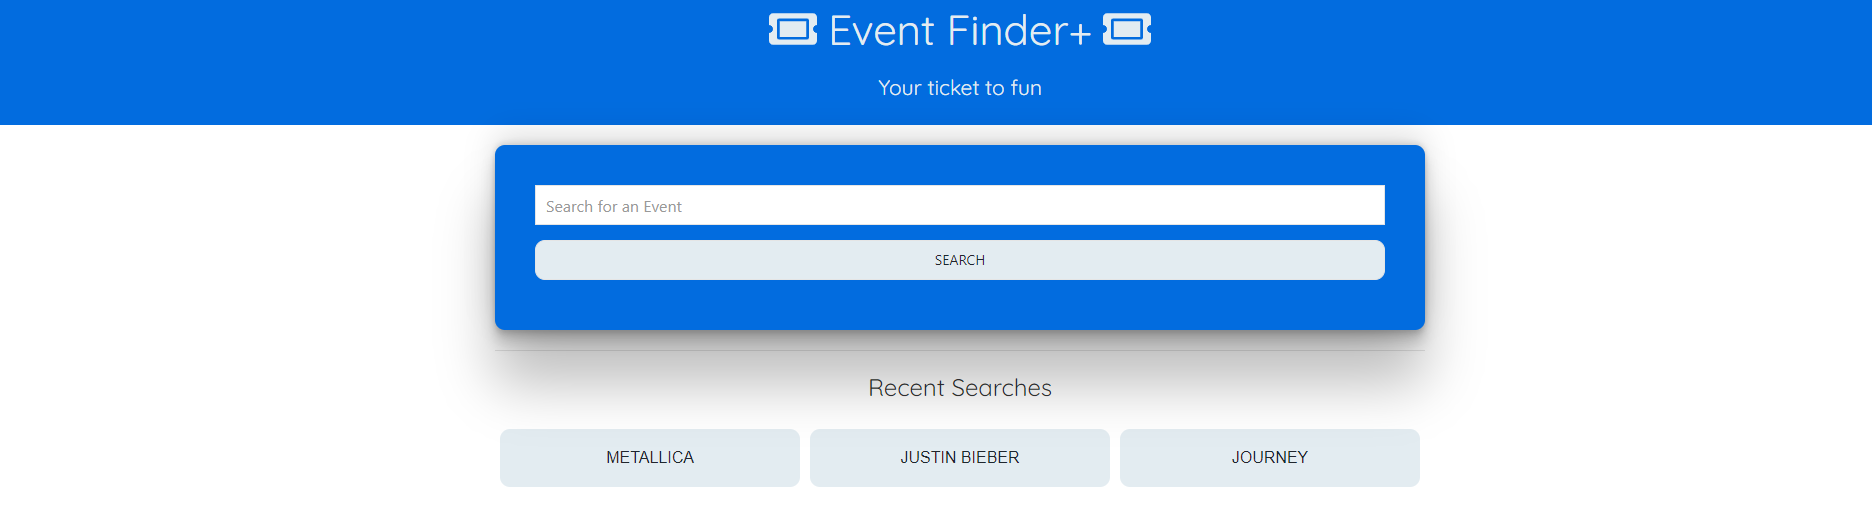 Event Finder+
Your ticket to fun
Search for an Event
SEARCH
Recent Searches
METALLICA JUSTIN BIEBER JOURNEY